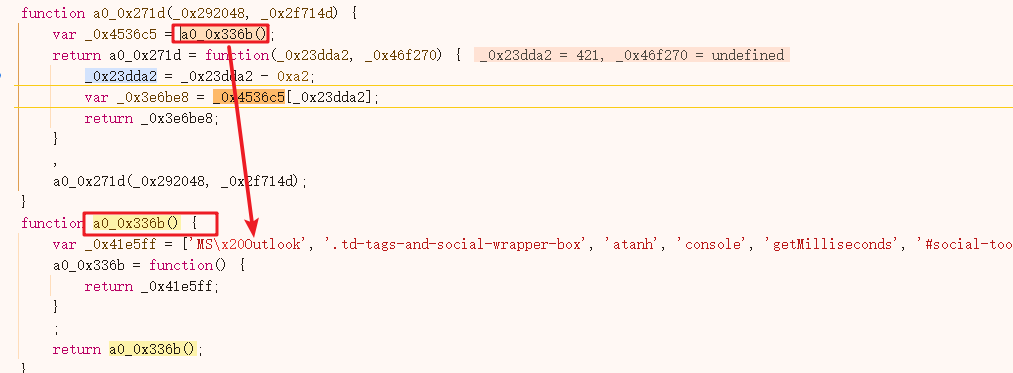 function a0_0x271d(_0x292048, _0x2f714d) {
var _0x4536c5 = a0_0x336b();
return a0_0x271d = function(_0x23dda2, _0x46f270) { _0x23dda2 = 421, _0x46f270 = undefined
_0x23dda2 = _0x23dda2 - 0xa2;
var _0x3e6be8 = _0x4536c5[_0x23dda2];
return _0x3e6be8;
}
,
a0_0x271d(_0x292048, _0x2f714d);
}
function a0_0x336b() {
var _0x41e5ff = ['MS\x20Outlook', '.td-tags-and-social-wrapper-box', 'atanh', 'console', 'getMilliseconds', '#social-too
a0_0x336b = function() {
return _0x41e5ff;
}
;
return a0_0x336b();
}